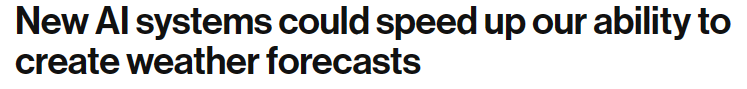 New AI systems could speed up our ability to
create weather forecasts